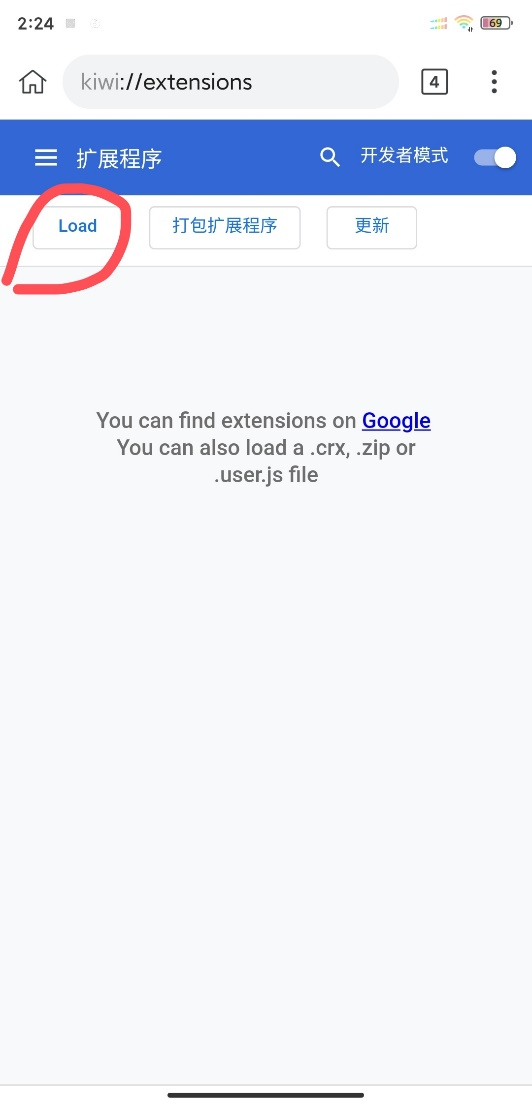 2:24
69
kiwi://extensions
4
扩展程序
开发者模式
Load
打包扩展程序
更新
You can find extensions on Google
You can also load a .crx, .zip or
.user.js file